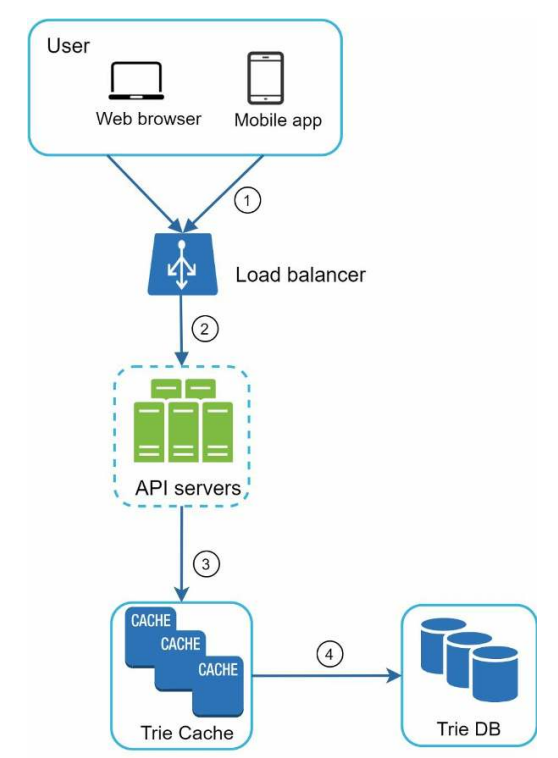 User
Web browser
Mobile app
1
Load balancer
2
API servers
3
CACHE
CACHE
CACHE
4
Trie Cache
Trie DB